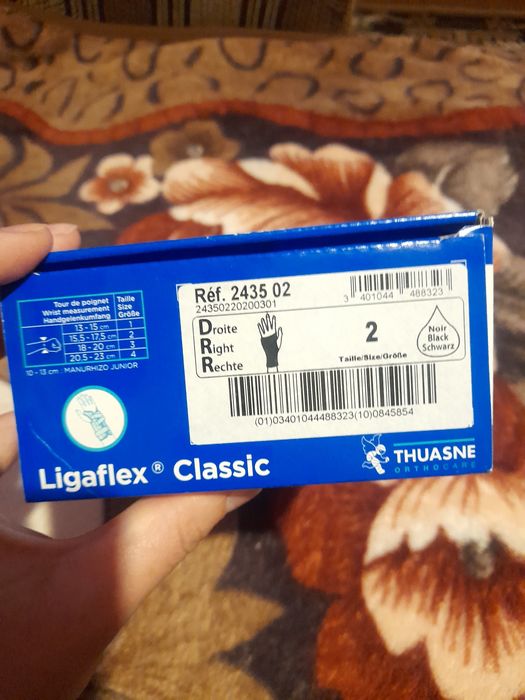 Tour de poignet Taille
Wrist measurement Size
Handgelenkumfang Größe
13 - 15 cm 1
15.5 - 17.5 cm 2
18 - 20 cm 3
20.5 - 23 cm 4
10 - 13 cm : MANURHIZO JUNIOR
Réf. 2435 02
24350220200301
3 401044 488323
Droite
Right
Rechte
2
Taille/Size/Größe
Noir
Black
Schwarz
(01)03401044488323(10)0845854
Ligaflex® Classic
THUASNE
ORTHOCARE